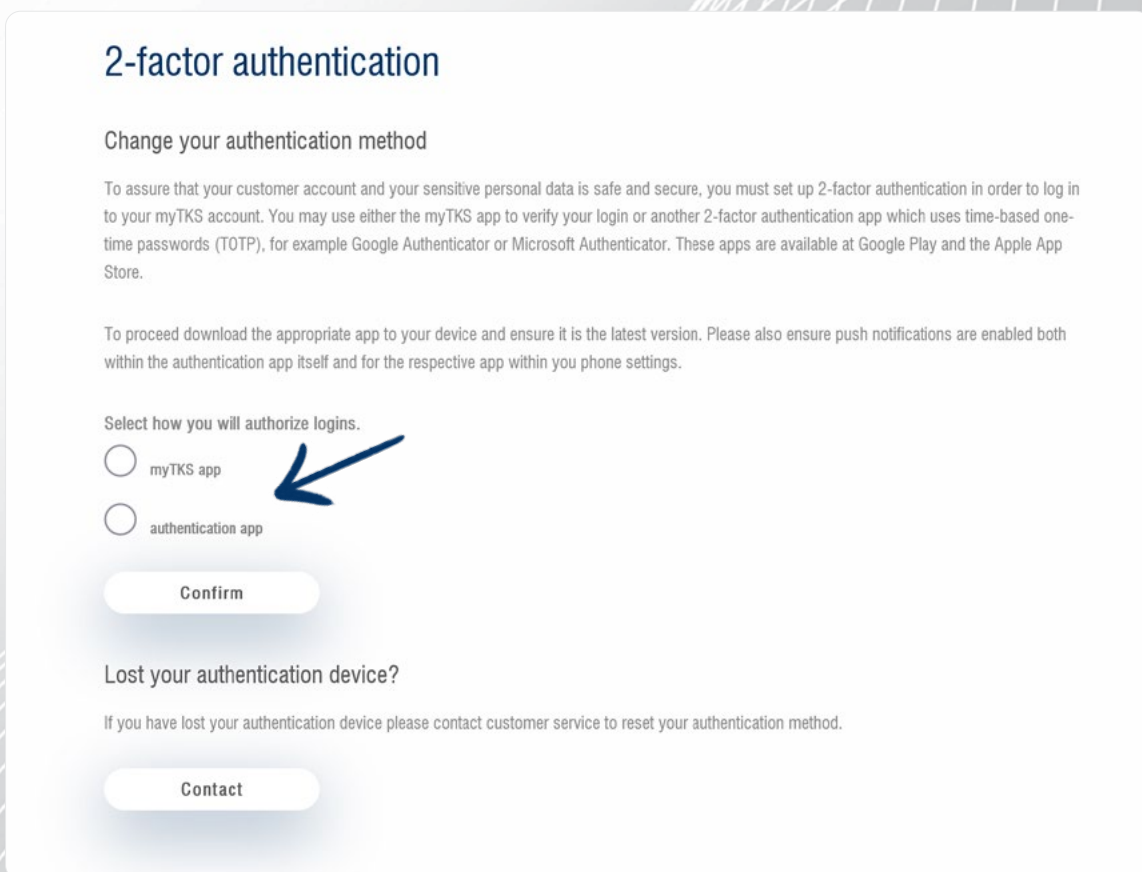 2-factor authentication
Change your authentication method
To assure that your customer account and your sensitive personal data is safe and secure, you must set up 2-factor authentication in order to log in
to your myTKS account. You may use either the myTKS app to verify your login or another 2-factor authentication app which uses time-based one-
time passwords (TOTP), for example Google Authenticator or Microsoft Authenticator. These apps are available at Google Play and the Apple App
Store.
To proceed download the appropriate app to your device and ensure it is the latest version. Please also ensure push notifications are enabled both
within the authentication app itself and for the respective app within you phone settings.
Select how you will authorize logins.
myTKS app
authentication app
Confirm
Lost your authentication device?
If you have lost your authentication device please contact customer service to reset your authentication method.
Contact